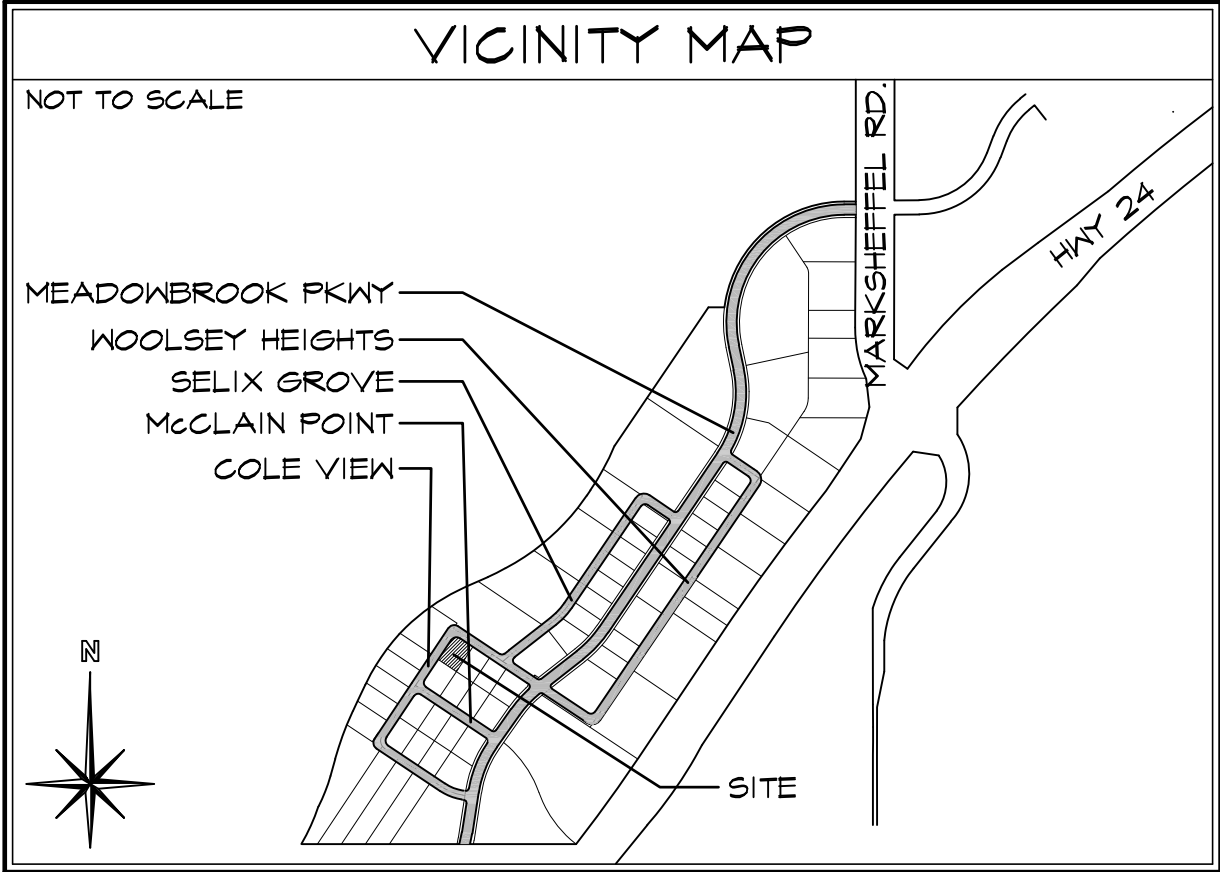 VICINITY MAP
NOT TO SCALE
MARKSHEFFEL RD.
HWY 24
MEADOWBROOK PKWY
WOOLSEY HEIGHTS
SELIX GROVE
McCLAIN POINT
COLE VIEW
N
SITE